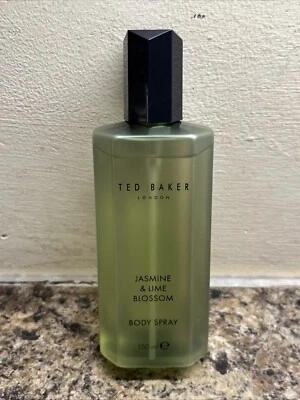 TED BAKER
LONDON
JASMINE
& LIME
BLOSSOM
BODY SPRAY
150 ml ℮